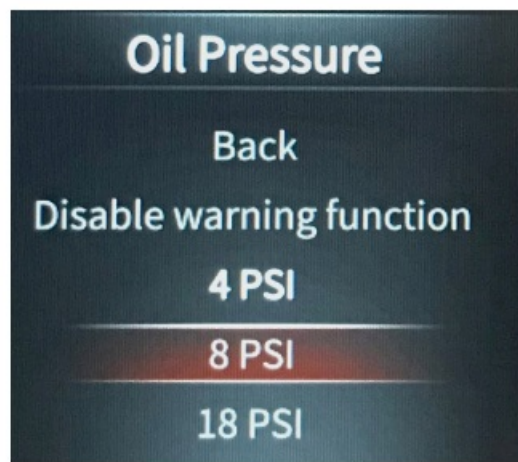 Oil Pressure
Back
Disable warning function
4 PSI
8 PSI
18 PSI